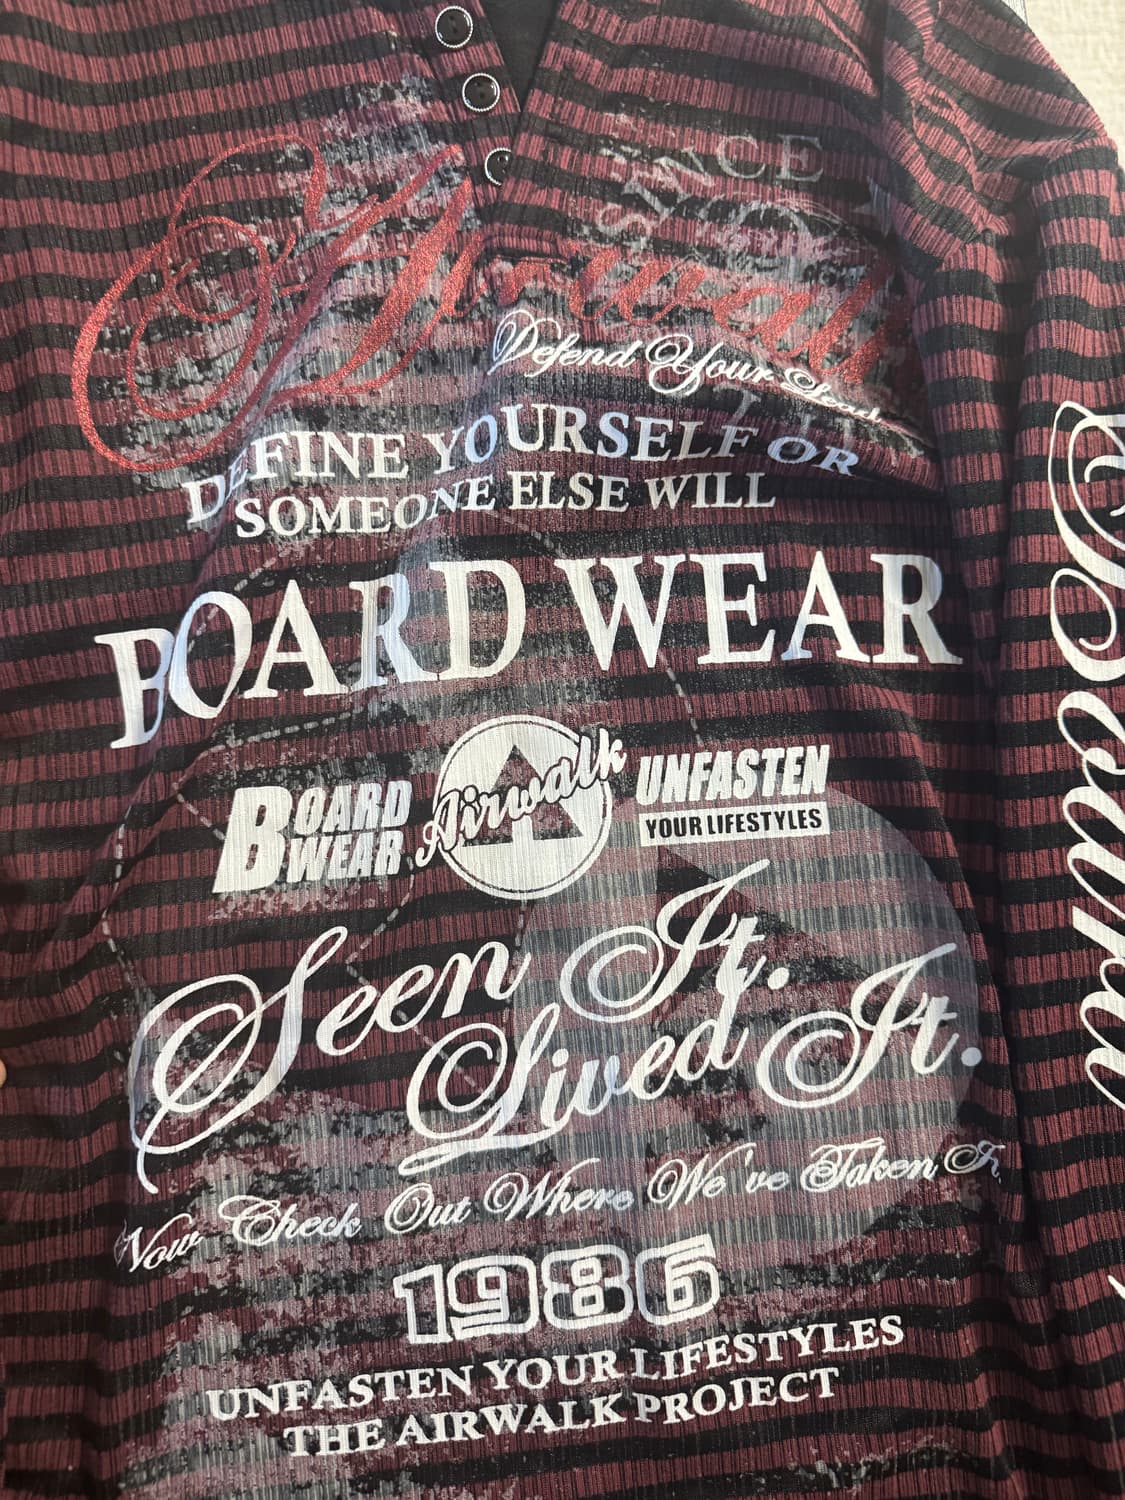 Airwalk
Defend Your
DEFINE YOURSELF OR
SOMEONE ELSE WILL
BOARD WEAR
BOARD
WEAR
Airwalk
UNFASTEN
YOUR LIFESTYLES
Seen It.
Lived It.
Now Check Out Where We've Taken
1986
UNFASTEN YOUR LIFESTYLES
THE AIRWALK PROJECT